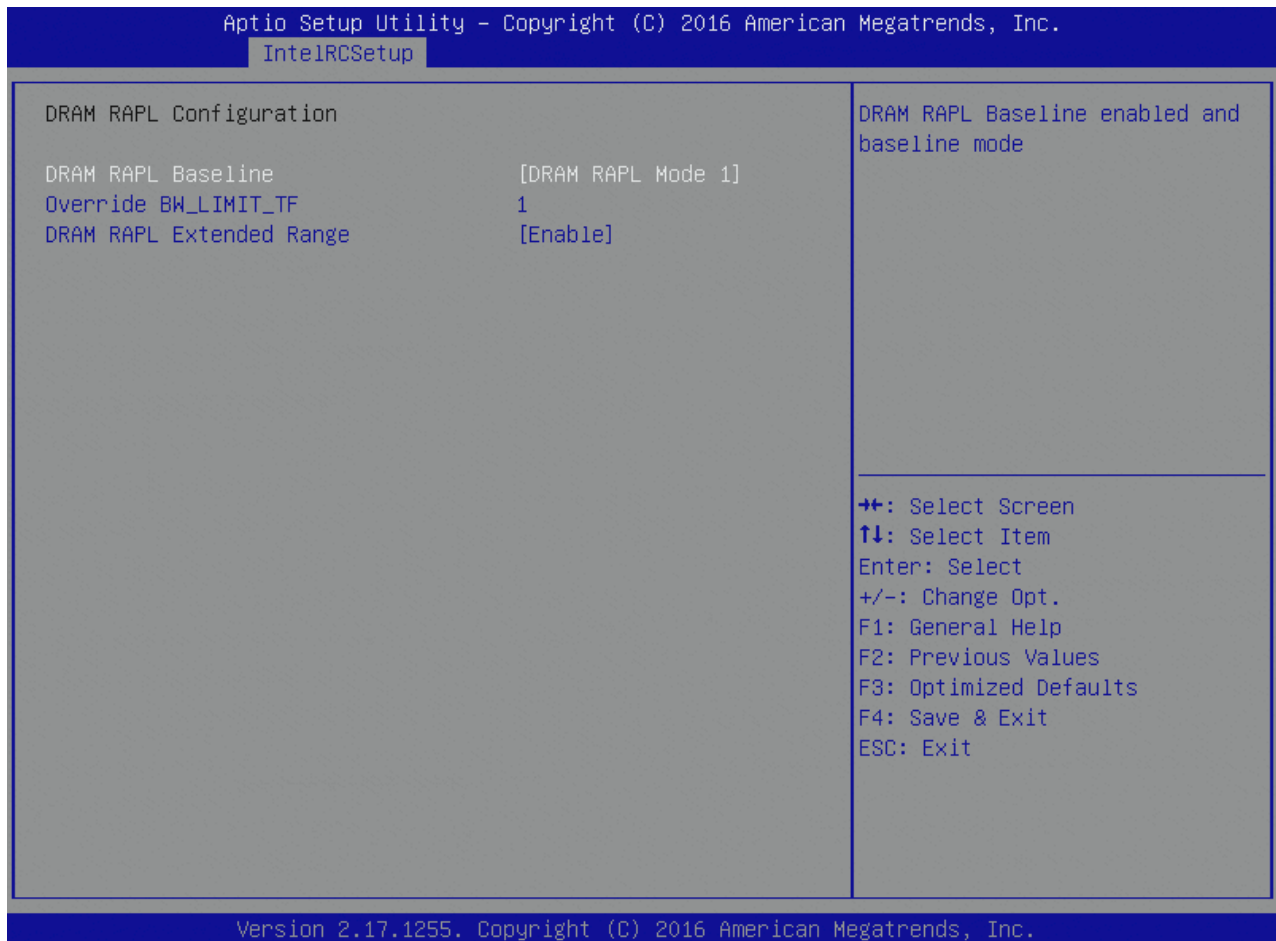 Aptio Setup Utility – Copyright (C) 2016 American Megatrends, Inc.
IntelRCSetup
DRAM RAPL Configuration
DRAM RAPL Baseline [DRAM RAPL Mode 1]
Override BW_LIMIT_TF 1
DRAM RAPL Extended Range [Enable]
DRAM RAPL Baseline enabled and
baseline mode
→←: Select Screen
↑↓: Select Item
Enter: Select
+/-: Change Opt.
F1: General Help
F2: Previous Values
F3: Optimized Defaults
F4: Save & Exit
ESC: Exit
Version 2.17.1255. Copyright (C) 2016 American Megatrends, Inc.